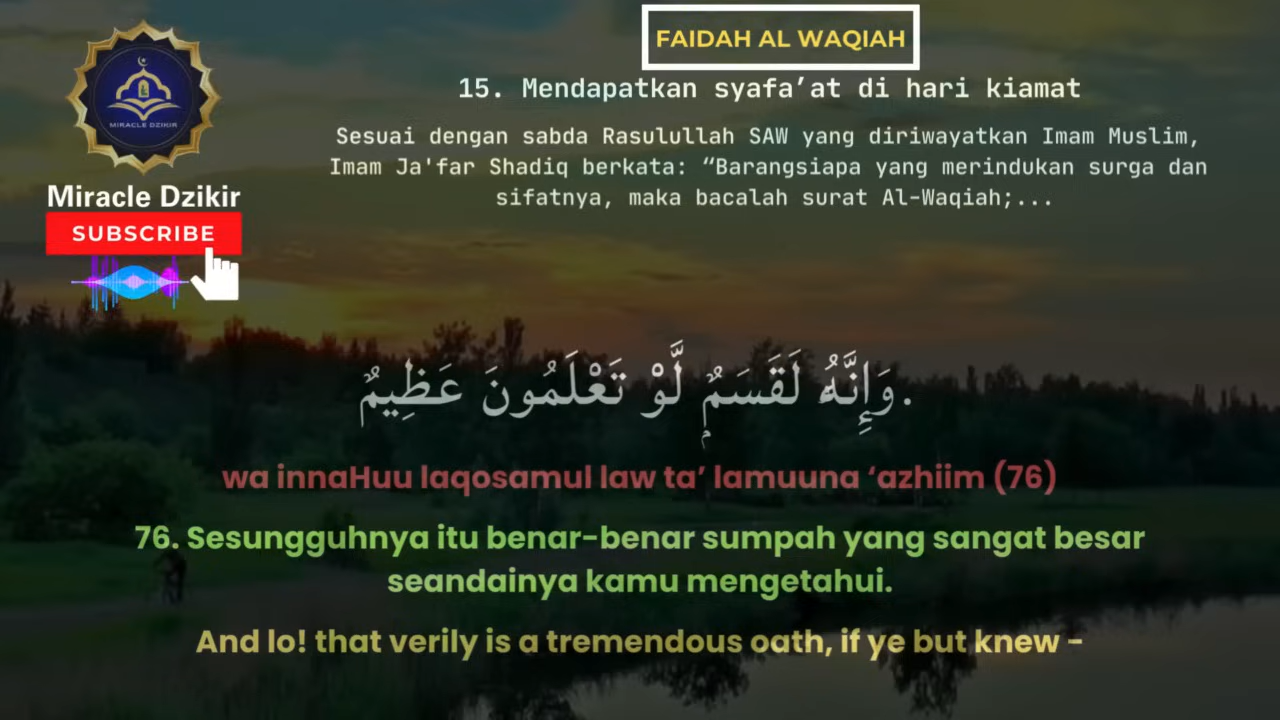 FAIDAH AL WAQIAH
15. Mendapatkan syafa’at di hari kiamat
Sesuai dengan sabda Rasulullah SAW yang diriwayatkan Imam Muslim,
Imam Ja'far Shadiq berkata: “Barangsiapa yang merindukan surga dan
sifatnya, maka bacalah surat Al-Waqiah;...
MIRACLE DZIKIR
Miracle Dzikir
SUBSCRIBE
وَإِنَّهُ لَقَسَمٌۭ لَّوْ تَعْلَمُونَ عَظِيمٌ.
wa innaHuu laqosamul law ta’ lamuuna ‘azhiim (76)
76. Sesungguhnya itu benar-benar sumpah yang sangat besar
seandainya kamu mengetahui.
And lo! that verily is a tremendous oath, if ye but knew -